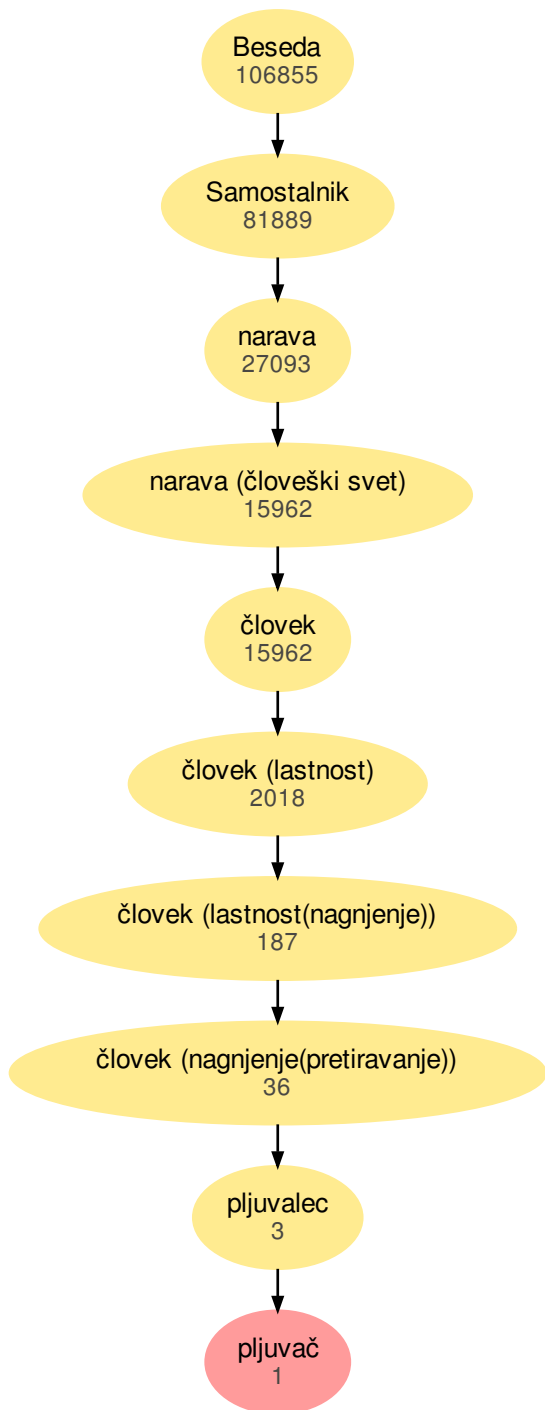 Beseda
106855
Samostalnik
81889
narava
27093
narava (človeški svet)
15962
človek
15962
človek (lastnost)
2018
človek (lastnost(nagnjenje))
187
človek (nagnjenje(pretiravanje))
36
pljuvalec
3
pljuvač
1